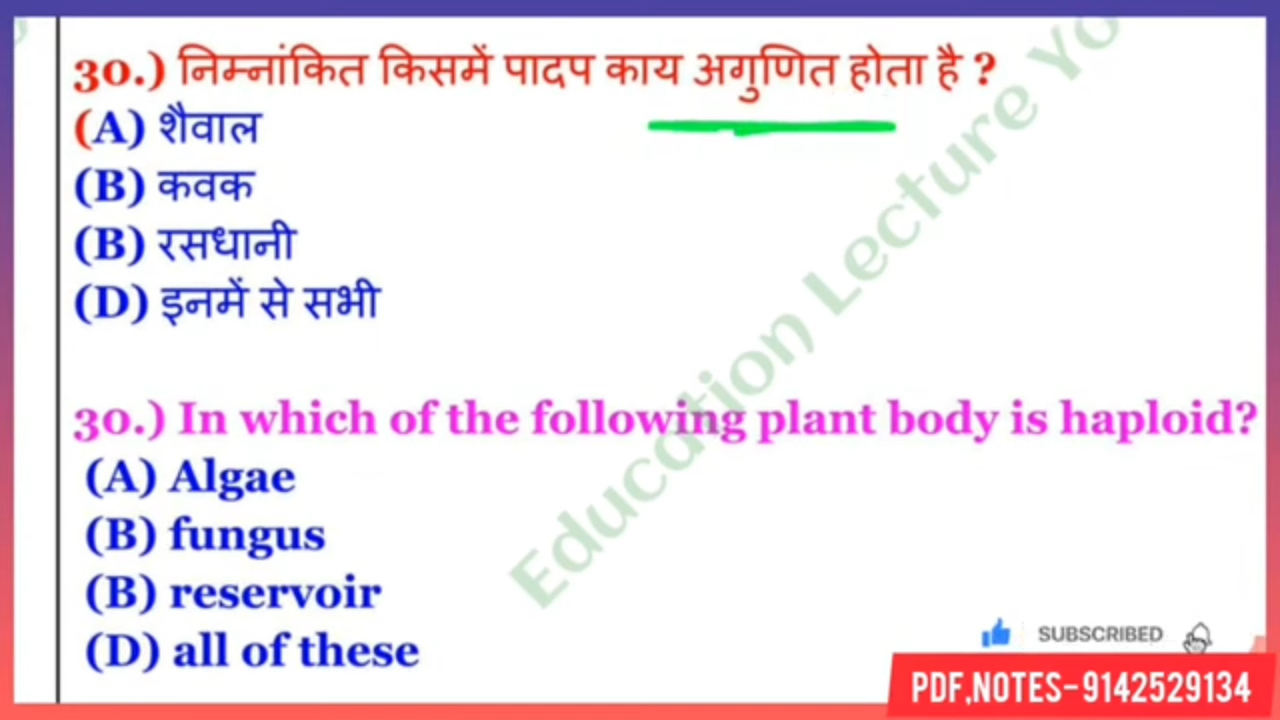 30.) निम्नांकित किसमें पादप काय अगुणित होता है ?
(A) शैवाल
(B) कवक
(B) रसधानी
(D) इनमें से सभी
30.) In which of the following plant body is haploid?
(A) Algae
(B) fungus
(B) reservoir
(D) all of these
Education Lecture Yo
SUBSCRIBED
PDF,NOTES-9142529134